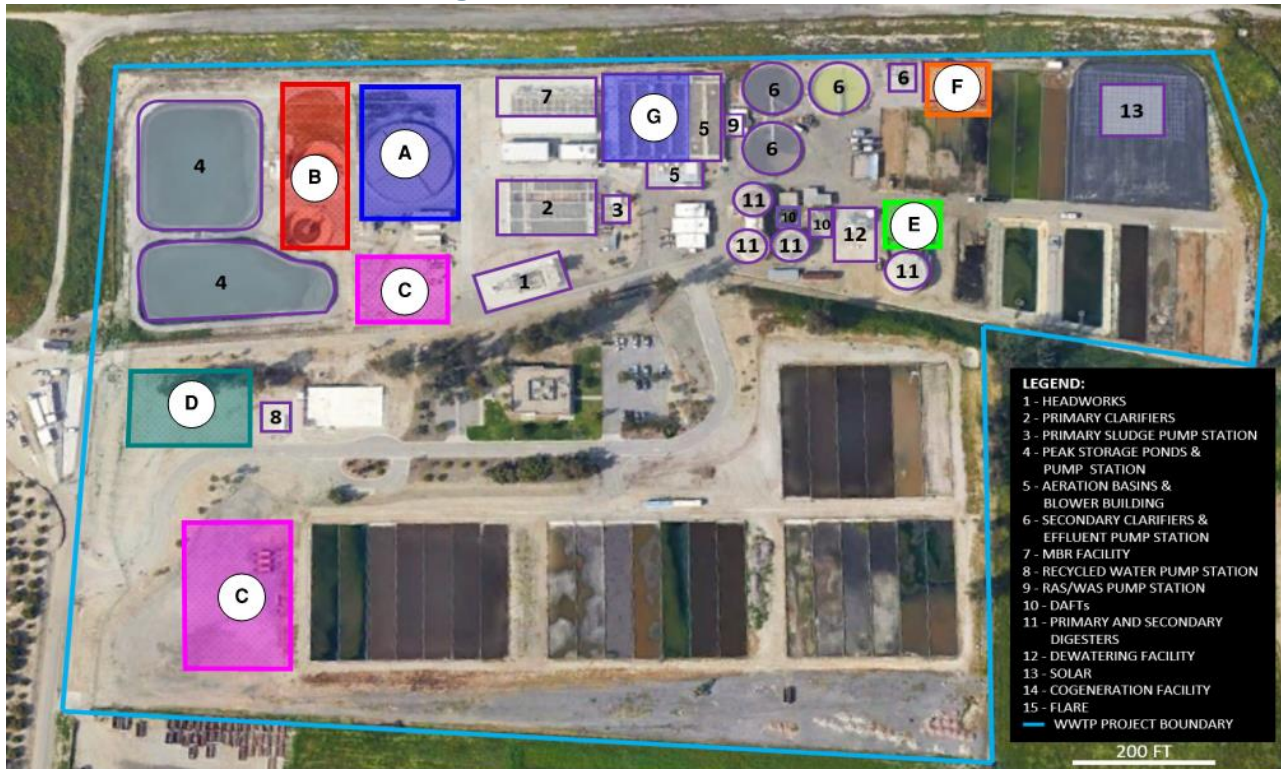 7
6
6
6
F
13
G
5
9
A
4
B
6
5
11
10
10
2
3
12
E
11
11
11
4
C
1
D
8
C
LEGEND:
1 - HEADWORKS
2 - PRIMARY CLARIFIERS
3 - PRIMARY SLUDGE PUMP STATION
4 - PEAK STORAGE PONDS &
PUMP STATION
5 - AERATION BASINS &
BLOWER BUILDING
6 - SECONDARY CLARIFIERS &
EFFLUENT PUMP STATION
7 - MBR FACILITY
8 - RECYCLED WATER PUMP STATION
9 - RAS/WAS PUMP STATION
10 - DAFTs
11 - PRIMARY AND SECONDARY
DIGESTERS
12 - DEWATERING FACILITY
13 - SOLAR
14 - COGENERATION FACILITY
15 - FLARE
WWTP PROJECT BOUNDARY
200 FT